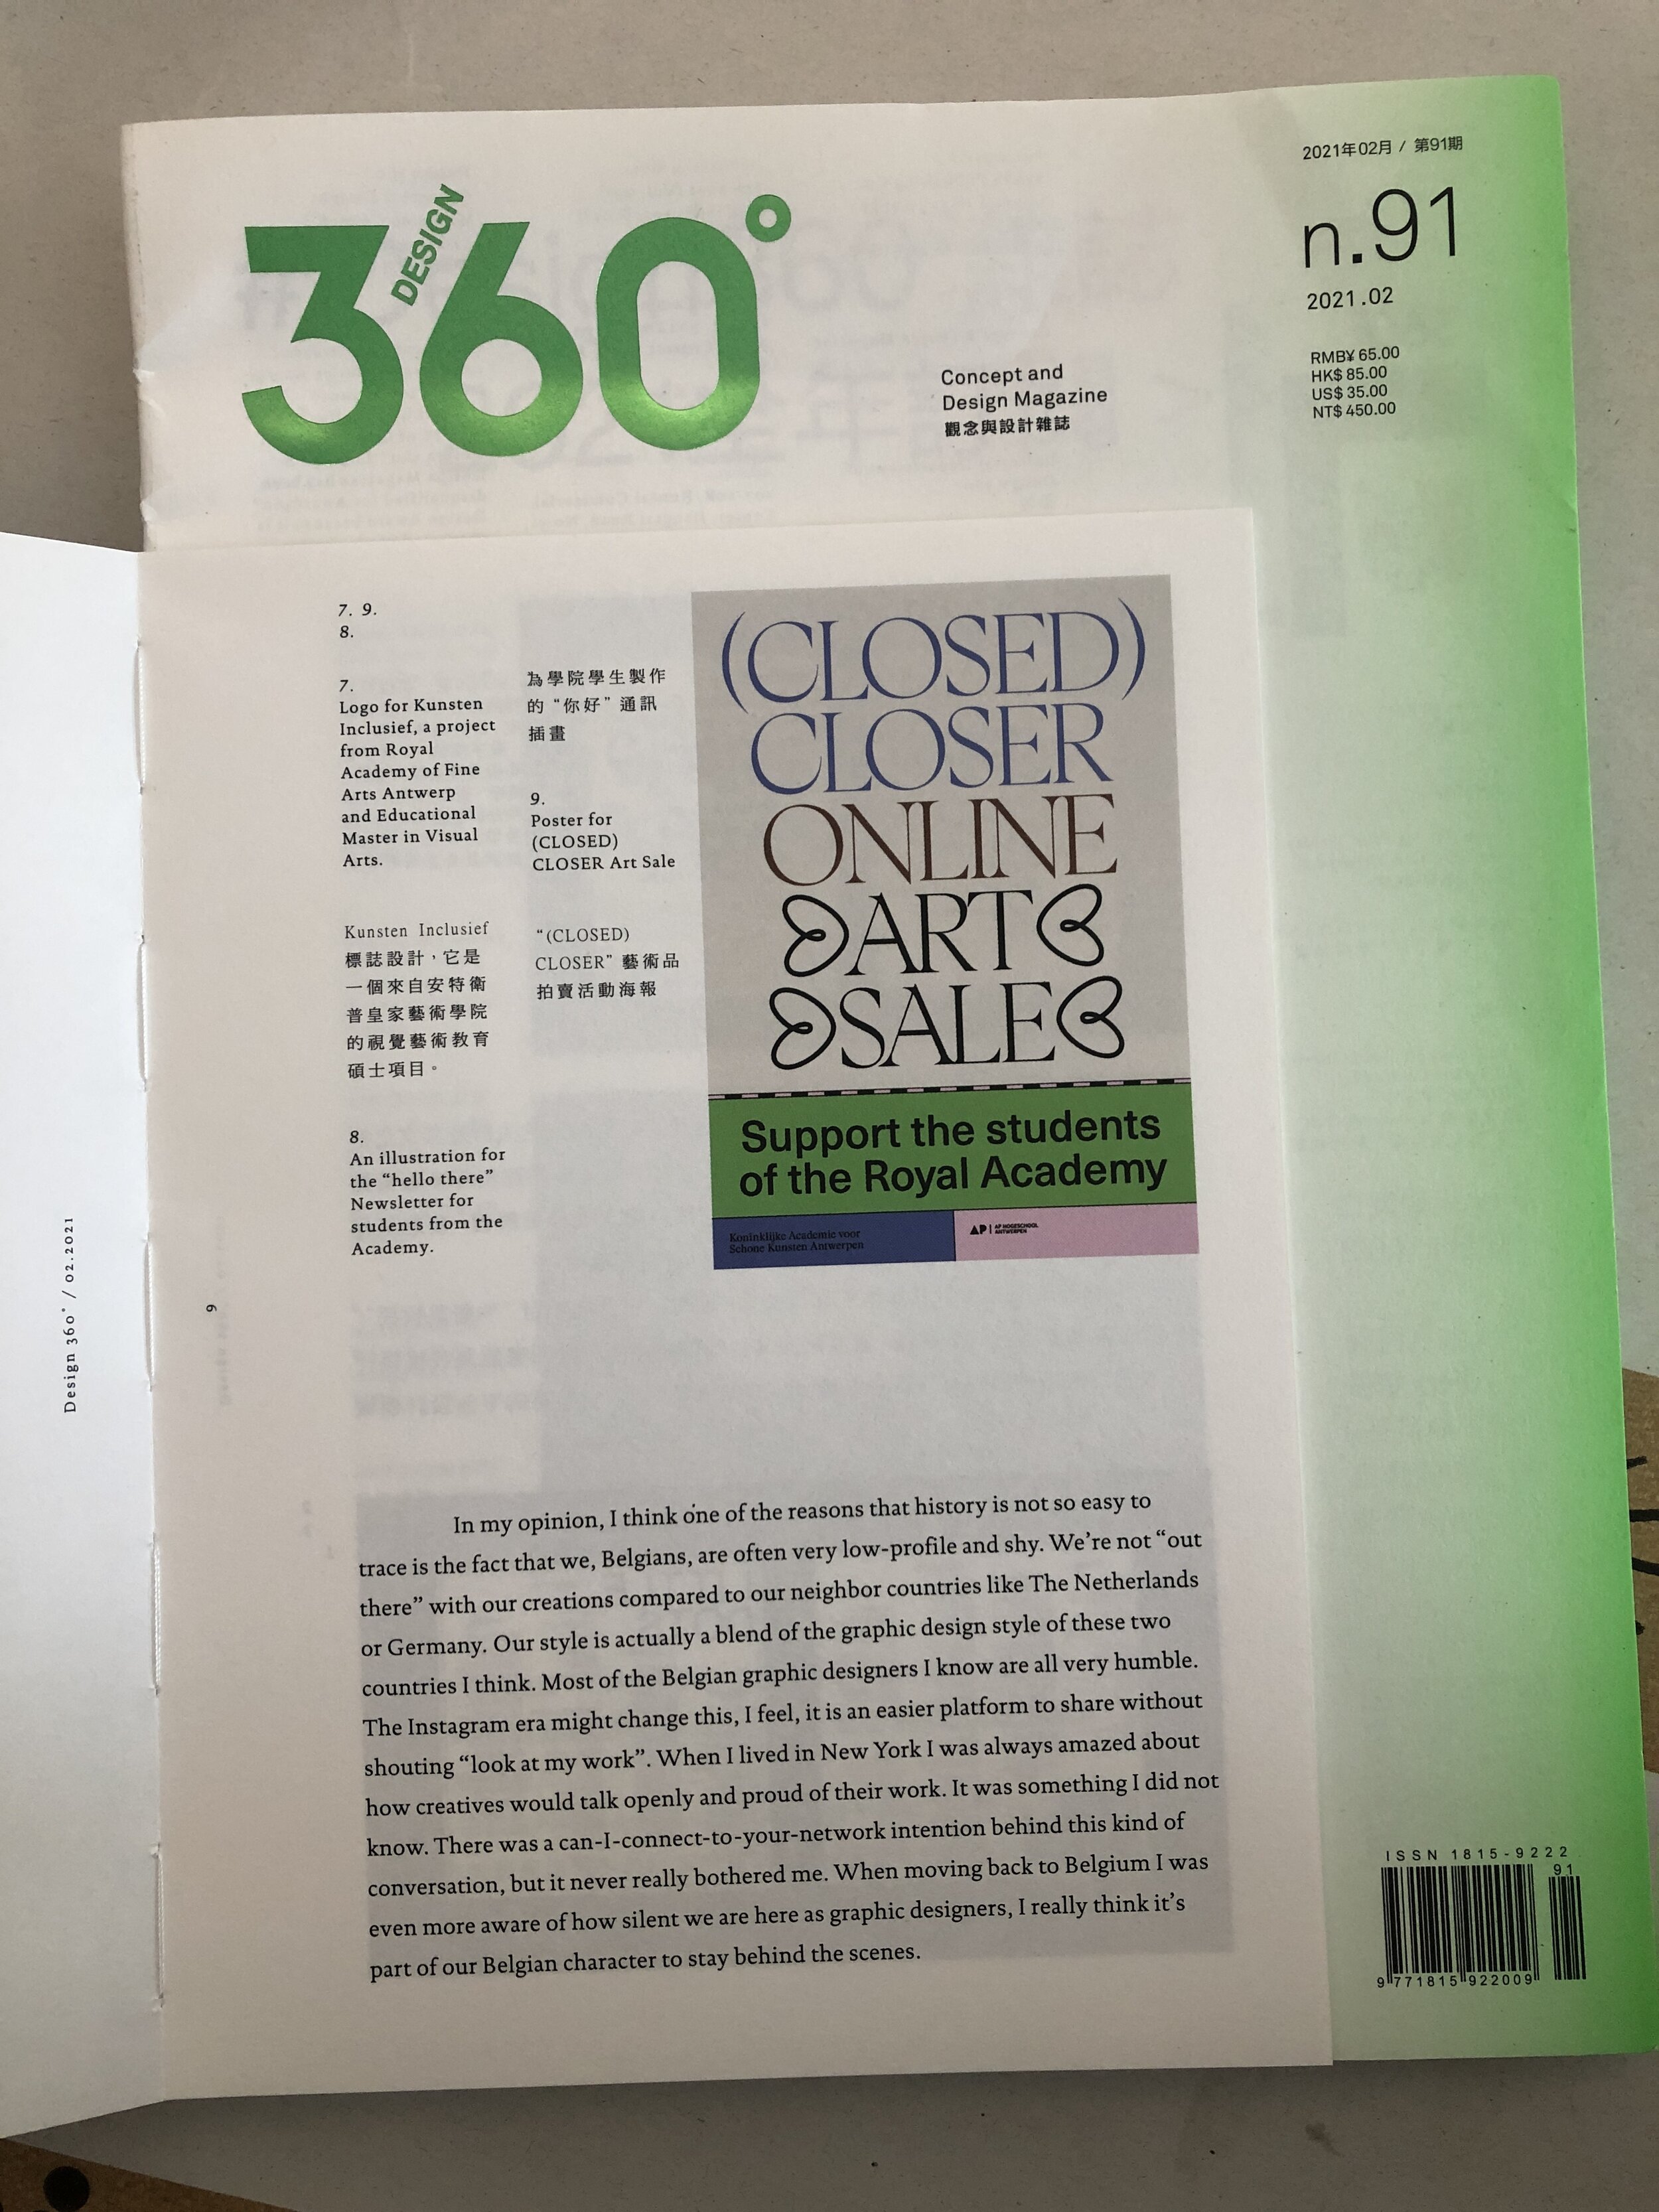 2021年02月 / 第91期
DESIGN
360°
n.91
2021.02
RMB¥ 65.00
HK$ 85.00
US$ 35.00
NT$ 450.00
Concept and
Design Magazine
觀念與設計雜誌
7. 9.
8.
7.
Logo for Kunsten
Inclusief, a project
from Royal
Academy of Fine
Arts Antwerp
and Educational
Master in Visual
Arts.
Kunsten Inclusief
標誌設計，它是
一個來自安特衛
普皇家藝術學院
的視覺藝術教育
碩士項目。
8.
An illustration for
the “hello there”
Newsletter for
students from the
Academy.
為學院學生製作
的 “你好” 通訊
插畫
9.
Poster for
(CLOSED)
CLOSER Art Sale
“(CLOSED)
CLOSER” 藝術品
拍賣活動海報
(CLOSED)
CLOSER
ONLINE
ART
SALE
Support the students
of the Royal Academy
Koninklijke Academie voor
Schone Kunsten Antwerpen
AP | AP HOGESCHOOL
ANTWERPEN
Design 360° / 02.2021
9
In my opinion, I think one of the reasons that history is not so easy to
trace is the fact that we, Belgians, are often very low-profile and shy. We’re not “out
there” with our creations compared to our neighbor countries like The Netherlands
or Germany. Our style is actually a blend of the graphic design style of these two
countries I think. Most of the Belgian graphic designers I know are all very humble.
The Instagram era might change this, I feel, it is an easier platform to share without
shouting “look at my work”. When I lived in New York I was always amazed about
how creatives would talk openly and proud of their work. It was something I did not
know. There was a can-I-connect-to-your-network intention behind this kind of
conversation, but it never really bothered me. When moving back to Belgium I was
even more aware of how silent we are here as graphic designers, I really think it’s
part of our Belgian character to stay behind the scenes.
ISSN 1815-9222
91
9 771815 922009